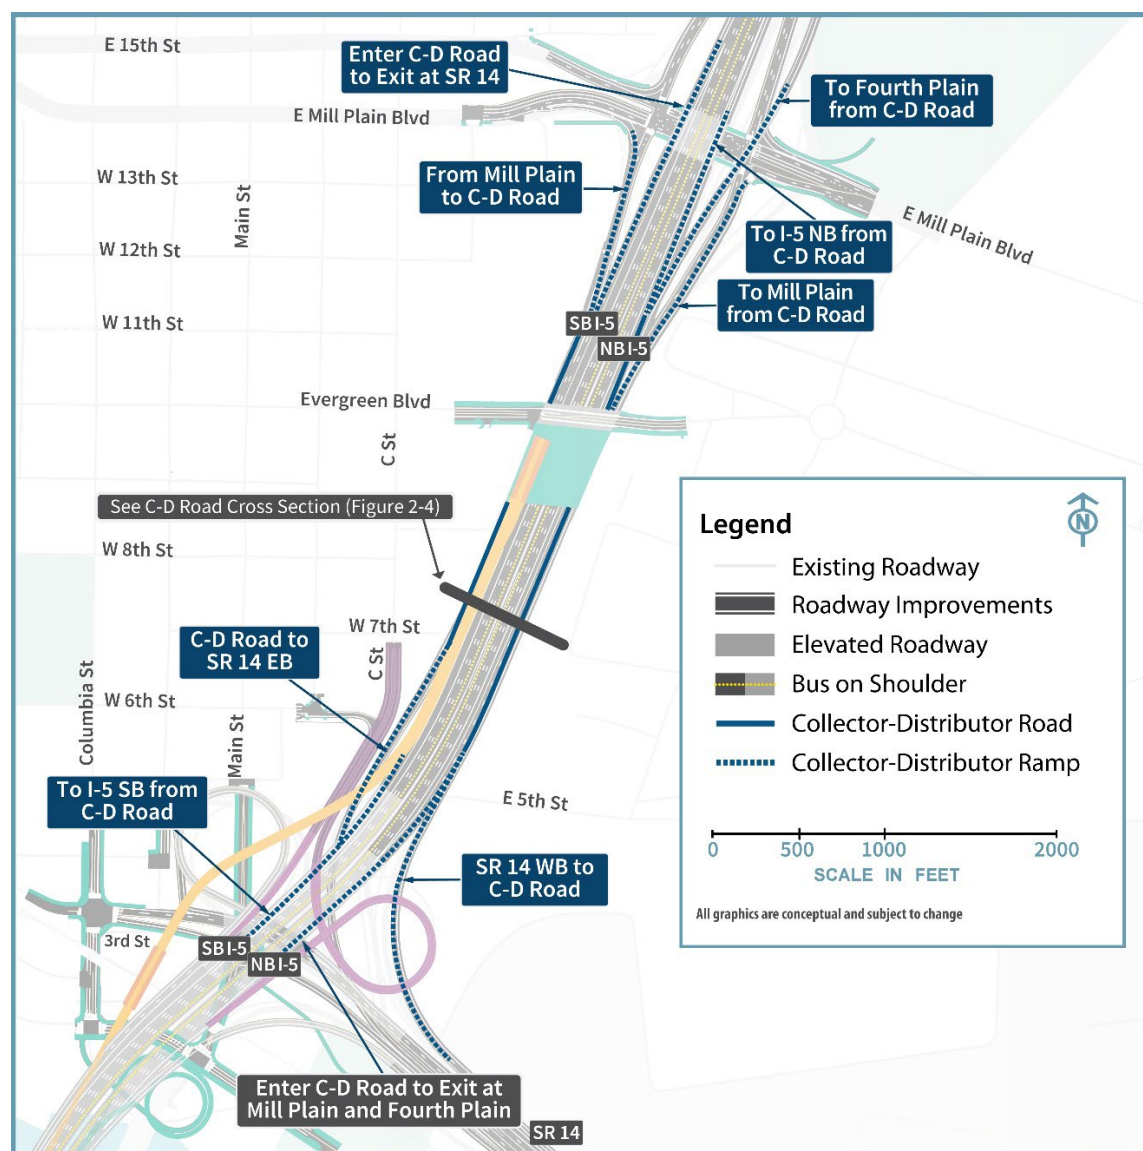 E 15th St
Enter C-D Road
to Exit at SR 14
To Fourth Plain
from C-D Road
E Mill Plain Blvd
From Mill Plain
to C-D Road
W 13th St
Main St
E Mill Plain Blvd
To I-5 NB from
C-D Road
W 12th St
To Mill Plain
from C-D Road
W 11th St
SB I-5
NB I-5
Evergreen Blvd
C St
See C-D Road Cross Section (Figure 2-4)
W 8th St
W 7th St
C-D Road to
SR 14 EB
C St
Columbia St
W 6th St
Main St
To I-5 SB from
C-D Road
E 5th St
SR 14 WB to
C-D Road
3rd St
SB I-5
NB I-5
Enter C-D Road to Exit at
Mill Plain and Fourth Plain
SR 14
Legend
N
Existing Roadway
Roadway Improvements
Elevated Roadway
Bus on Shoulder
Collector-Distributor Road
Collector-Distributor Ramp
0 500 1000 2000
SCALE IN FEET
All graphics are conceptual and subject to change